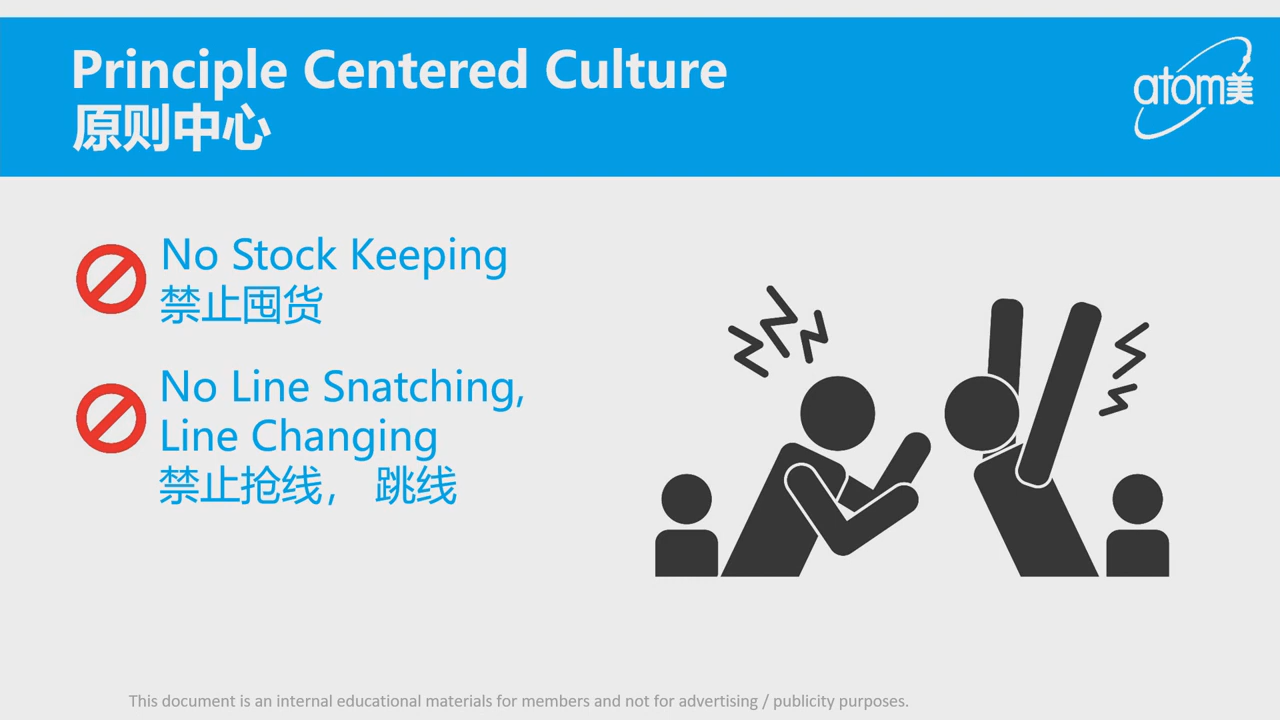 Principle Centered Culture
原则中心
atom美
No Stock Keeping
禁止囤货
No Line Snatching,
Line Changing
禁止抢线， 跳线
This document is an internal educational materials for members and not for advertising / publicity purposes.